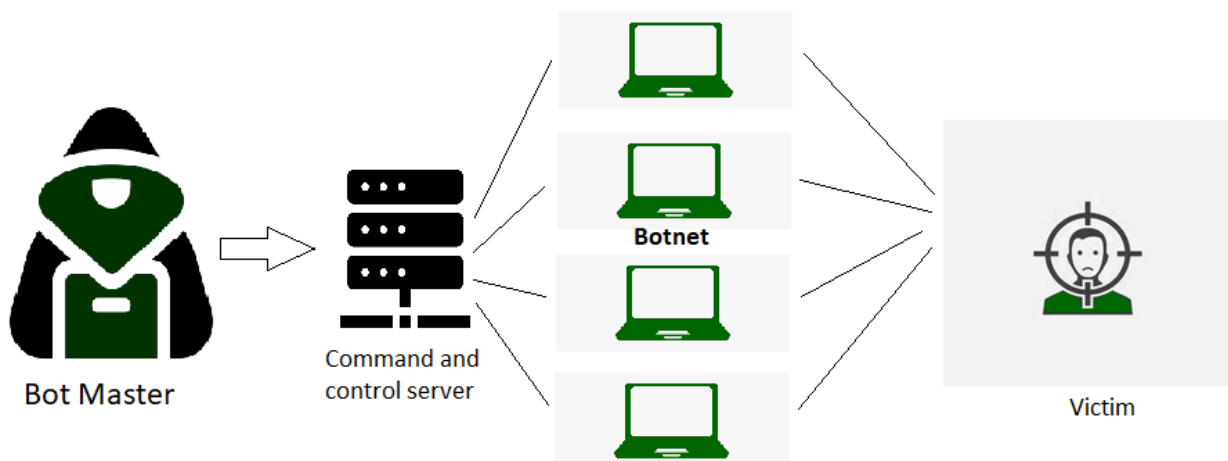 Bot Master
Command and
control server
Botnet
Victim